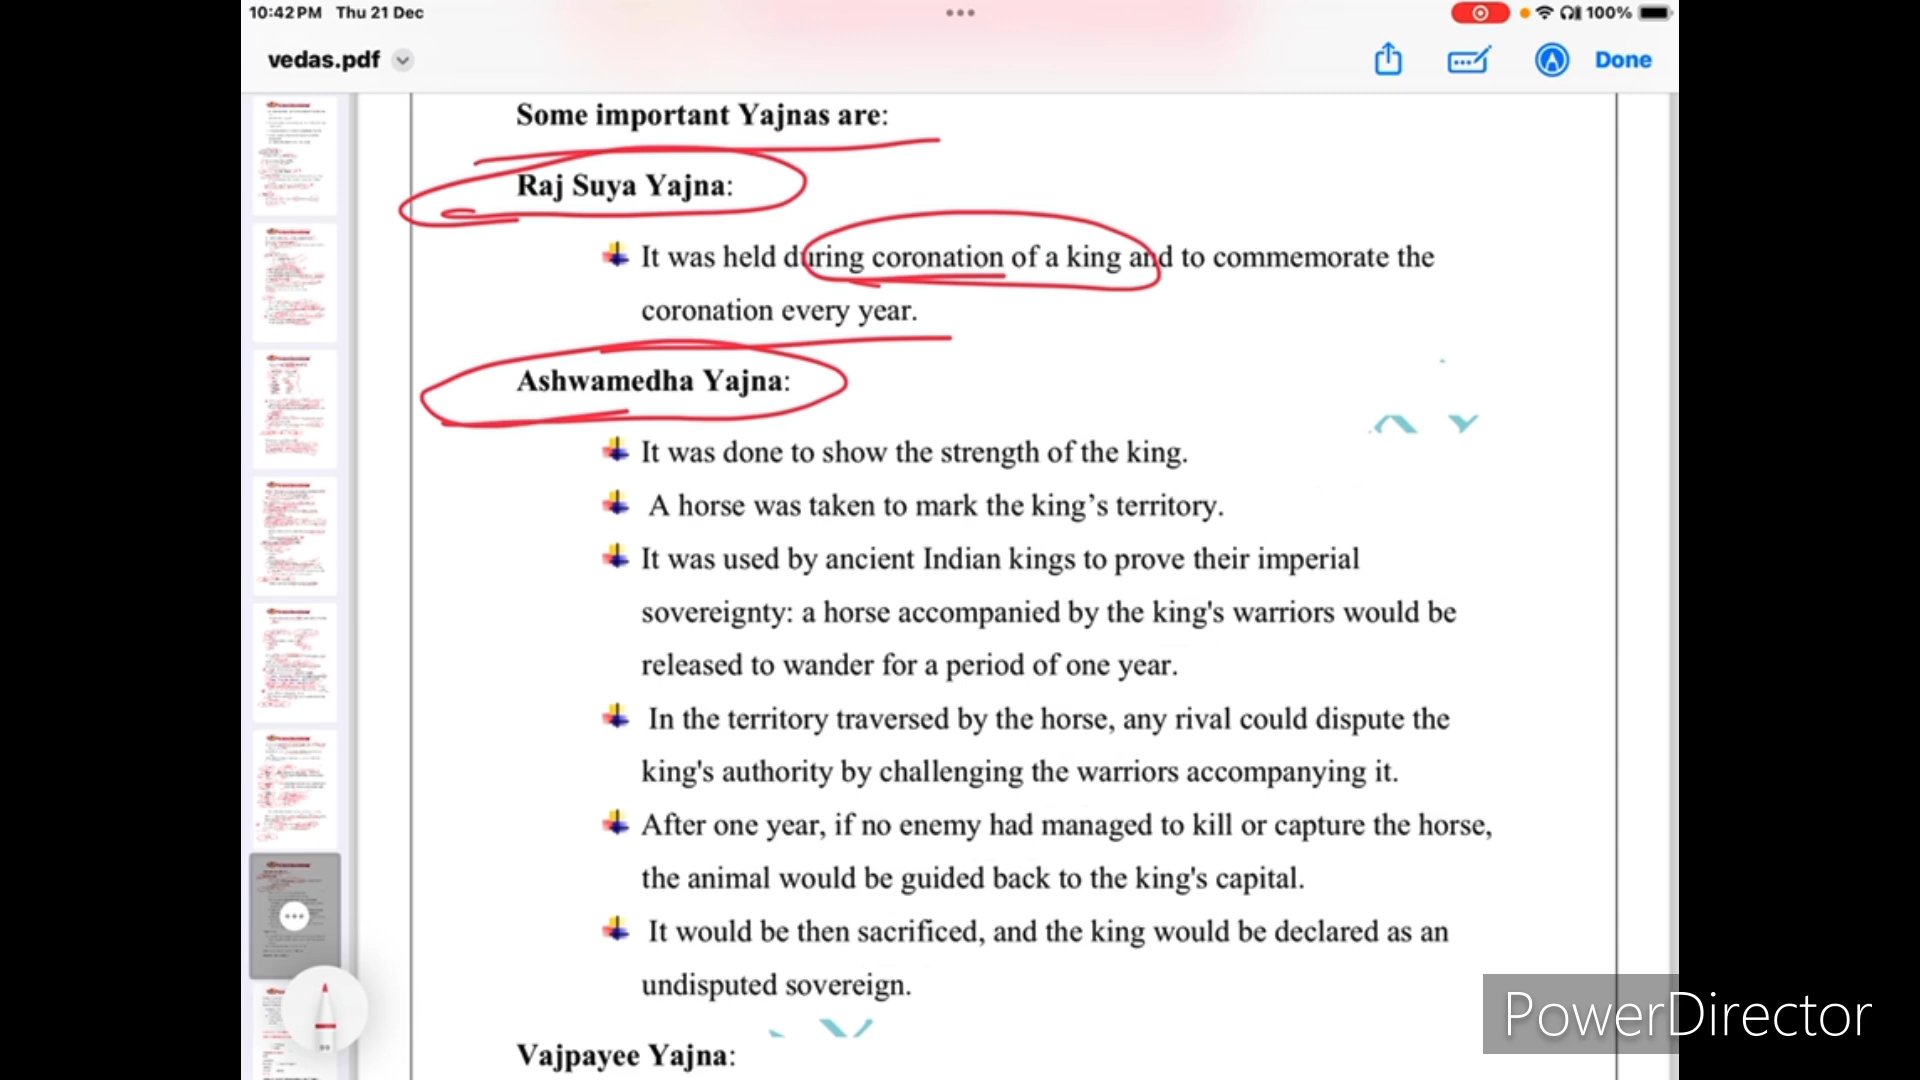 10:42 PM Thu 21 Dec
100%
vedas.pdf
Done
Some important Yajnas are:
Raj Suya Yajna:
It was held during coronation of a king and to commemorate the
coronation every year.
Ashwamedha Yajna:
It was done to show the strength of the king.
A horse was taken to mark the king’s territory.
It was used by ancient Indian kings to prove their imperial
sovereignty: a horse accompanied by the king's warriors would be
released to wander for a period of one year.
In the territory traversed by the horse, any rival could dispute the
king's authority by challenging the warriors accompanying it.
After one year, if no enemy had managed to kill or capture the horse,
the animal would be guided back to the king's capital.
It would be then sacrificed, and the king would be declared as an
undisputed sovereign.
PowerDirector
Vajpayee Yajna: